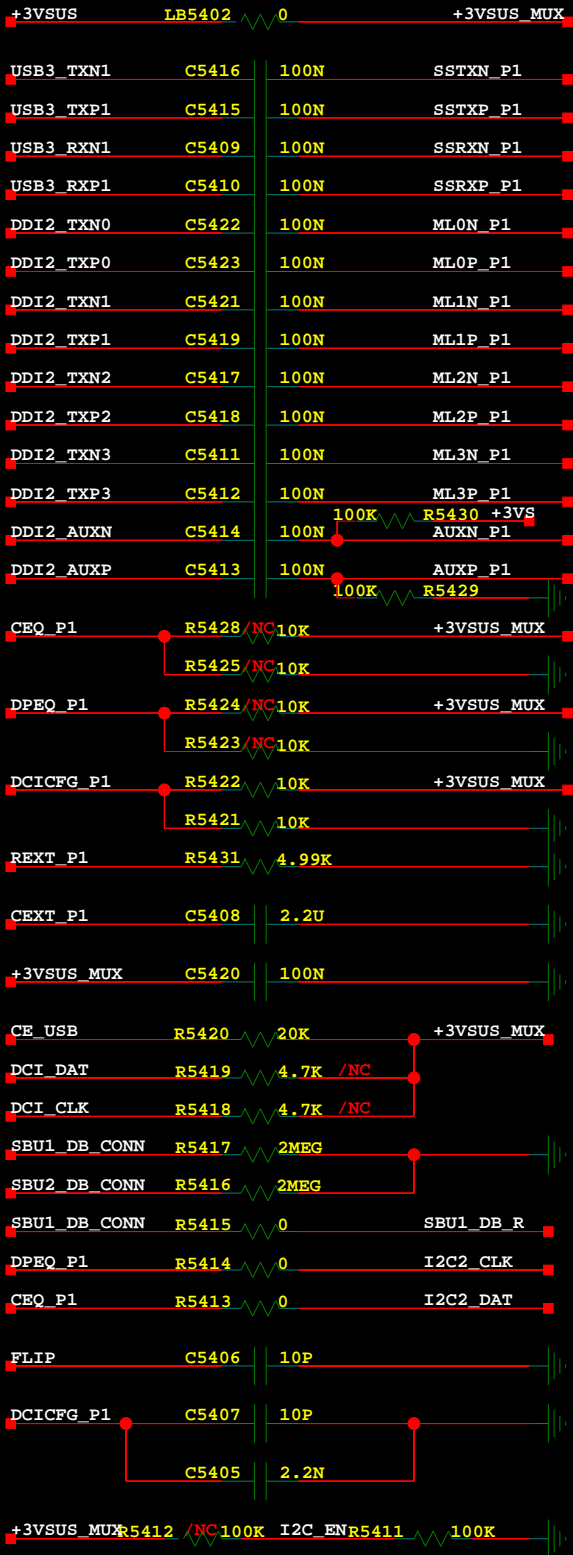 +3VSUS LB5402 0 +3VSUS_MUX
USB3_TXN1 C5416 100N SSTXN_P1
USB3_TXP1 C5415 100N SSTXP_P1
USB3_RXN1 C5409 100N SSRXN_P1
USB3_RXP1 C5410 100N SSRXP_P1
DDI2_TXN0 C5422 100N ML0N_P1
DDI2_TXP0 C5423 100N ML0P_P1
DDI2_TXN1 C5421 100N ML1N_P1
DDI2_TXP1 C5419 100N ML1P_P1
DDI2_TXN2 C5417 100N ML2N_P1
DDI2_TXP2 C5418 100N ML2P_P1
DDI2_TXN3 C5411 100N ML3N_P1
DDI2_TXP3 C5412 100N ML3P_P1
100K R5430 +3VS
DDI2_AUXN C5414 100N AUXN_P1
DDI2_AUXP C5413 100N AUXP_P1
100K R5429
CEQ_P1 R5428 /NC 10K +3VSUS_MUX
R5425 /NC 10K
DPEQ_P1 R5424 /NC 10K +3VSUS_MUX
R5423 /NC 10K
DCICFG_P1 R5422 10K +3VSUS_MUX
R5421 10K
REXT_P1 R5431 4.99K
CEXT_P1 C5408 2.2U
+3VSUS_MUX C5420 100N
CE_USB R5420 20K +3VSUS_MUX
DCI_DAT R5419 4.7K /NC
DCI_CLK R5418 4.7K /NC
SBU1_DB_CONN R5417 2MEG
SBU2_DB_CONN R5416 2MEG
SBU1_DB_CONN R5415 0 SBU1_DB_R
DPEQ_P1 R5414 0 I2C2_CLK
CEQ_P1 R5413 0 I2C2_DAT
FLIP C5406 10P
DCICFG_P1 C5407 10P
C5405 2.2N
+3VSUS_MUX R5412 /NC 100K I2C_EN R5411 100K